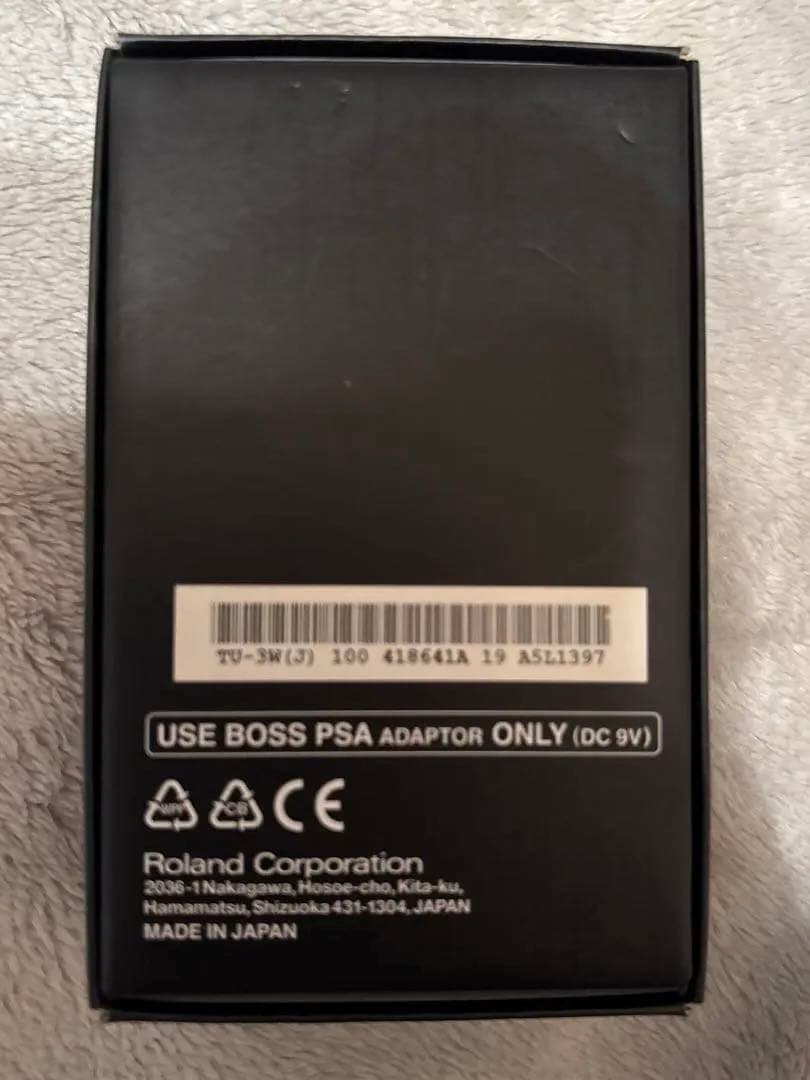 TU-3W(J) 100 418641A 19 A5L1397
USE BOSS PSA ADAPTOR ONLY (DC 9V)
CB CE
Roland Corporation
2036-1 Nakagawa, Hosoe-cho, Kita-ku,
Hamamatsu, Shizuoka 431-1304, JAPAN
MADE IN JAPAN